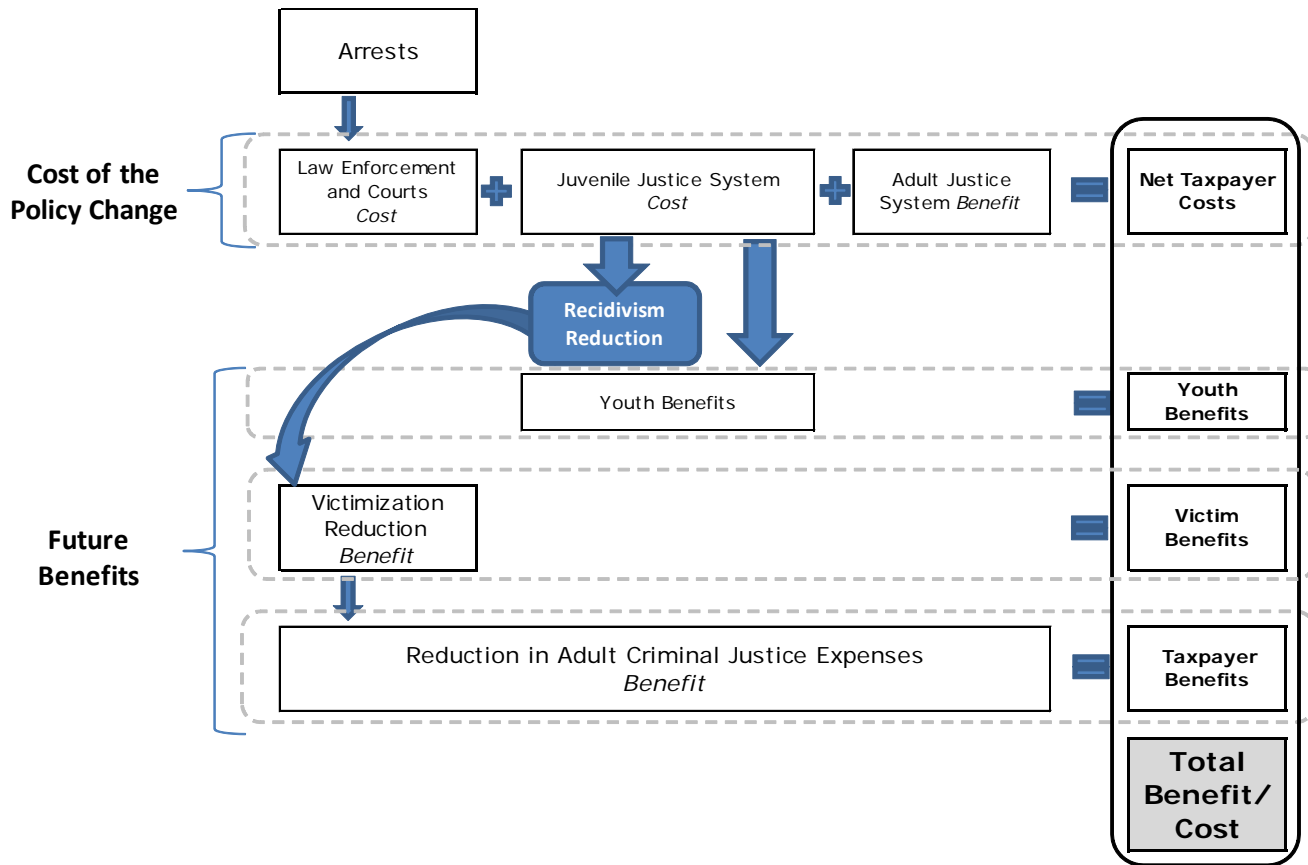 Arrests
Cost of the
Policy Change
Law Enforcement
and Courts
Cost
Juvenile Justice System
Cost
Adult Justice
System Benefit
Net Taxpayer
Costs
Recidivism
Reduction
Youth Benefits
Youth
Benefits
Future
Benefits
Victimization
Reduction
Benefit
Victim
Benefits
Reduction in Adult Criminal Justice Expenses
Benefit
Taxpayer
Benefits
Total
Benefit/
Cost